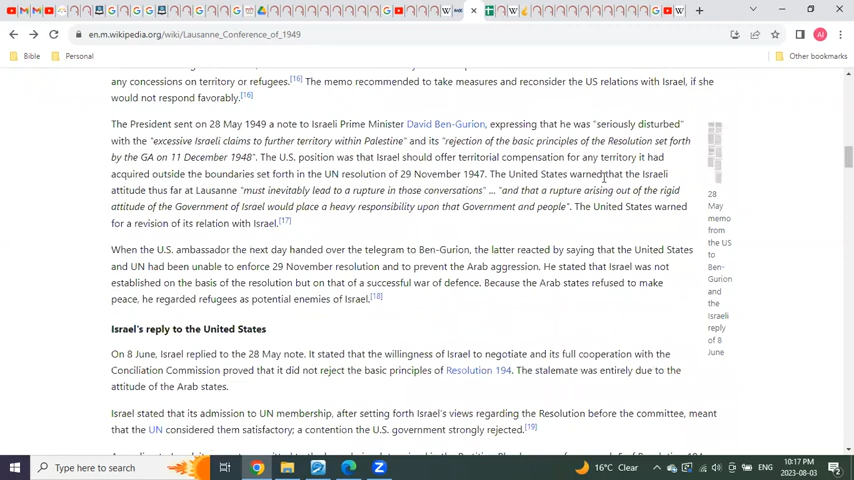 en.m.wikipedia.org/wiki/Lausanne_Conference_of_1949
Bible
Personal
Other bookmarks
any concessions on territory or refugees.[16] The memo recommended to take measures and reconsider the US relations with Israel, if she
would not respond favorably.[16]
The President sent on 28 May 1949 a note to Israeli Prime Minister David Ben-Gurion, expressing that he was "seriously disturbed"
with the "excessive Israeli claims to further territory within Palestine" and its "rejection of the basic principles of the Resolution set forth
by the GA on 11 December 1948". The U.S. position was that Israel should offer territorial compensation for any territory it had
acquired outside the boundaries set forth in the UN resolution of 29 November 1947. The United States warned that the Israeli
attitude thus far at Lausanne "must inevitably lead to a rupture in those conversations" ... "and that a rupture arising out of the rigid
attitude of the Government of Israel would place a heavy responsibility upon that Government and people". The United States warned
for a revision of its relation with Israel.[17]
When the U.S. ambassador the next day handed over the telegram to Ben-Gurion, the latter reacted by saying that the United States
and UN had been unable to enforce 29 November resolution and to prevent the Arab aggression. He stated that Israel was not
established on the basis of the resolution but on that of a successful war of defence. Because the Arab states refused to make
peace, he regarded refugees as potential enemies of Israel.[18]
Israel's reply to the United States
On 8 June, Israel replied to the 28 May note. It stated that the willingness of Israel to negotiate and its full cooperation with the
Conciliation Commission proved that it did not reject the basic principles of Resolution 194. The stalemate was entirely due to the
attitude of the Arab states.
Israel stated that its admission to UN membership, after setting forth Israel's views regarding the Resolution before the committee, meant
that the UN considered them satisfactory; a contention the U.S. government strongly rejected.[19]
28
May
memo
from
the US
to
Ben-
Gurion
and
the
Israeli
reply
of 8
June
Type here to search
16°C Clear
ENG
10:17 PM
2023-08-03